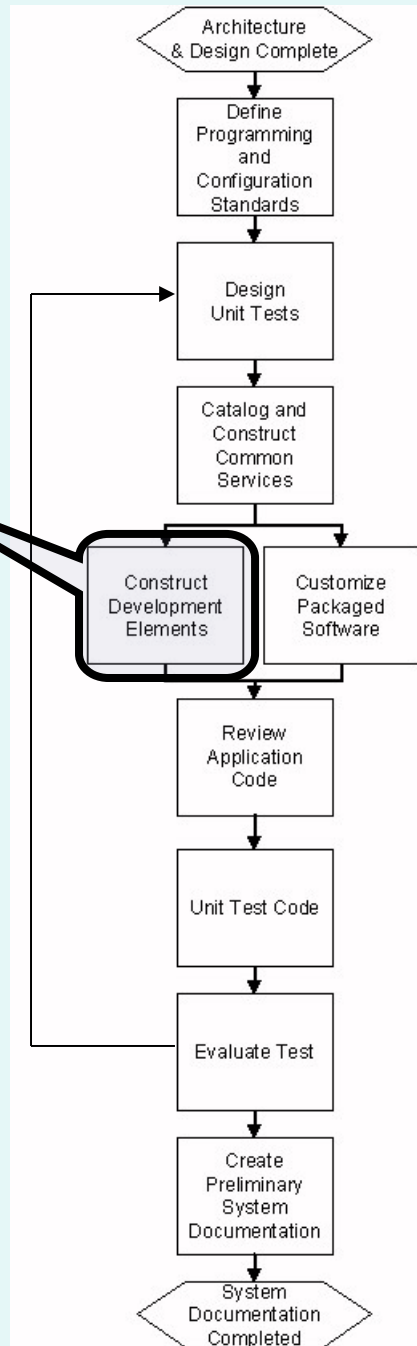 Architecture
& Design Complete
Define
Programming
and
Configuration
Standards
Design
Unit Tests
Catalog and
Construct
Common
Services
Construct
Development
Elements
Customize
Packaged
Software
Review
Application
Code
Unit Test Code
Evaluate Test
Create
Preliminary
System
Documentation
System
Documentation
Completed